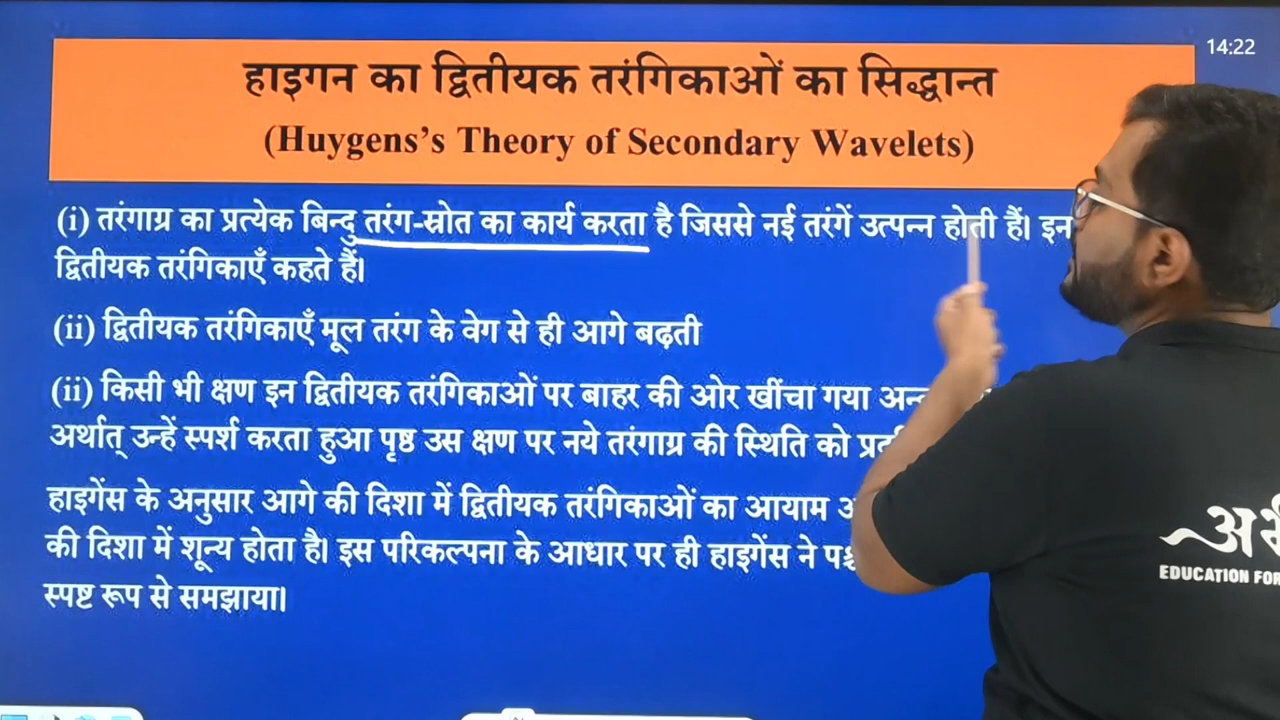 14:22
हाइगन का द्वितीयक तरंगिकाओं का सिद्धान्त
(Huygens’s Theory of Secondary Wavelets)
(i) तरंगाग्र का प्रत्येक बिन्दु तरंग-स्रोत का कार्य करता है जिससे नई तरंगें उत्पन्न होती हैं। इन
द्वितीयक तरंगिकाएँ कहते हैं।
(ii) द्वितीयक तरंगिकाएँ मूल तरंग के वेग से ही आगे बढ़ती
(ii) किसी भी क्षण इन द्वितीयक तरंगिकाओं पर बाहर की ओर खींचा गया
अर्थात् उन्हें स्पर्श करता हुआ पृष्ठ उस क्षण पर नये तरंगाग्र की स्थिति को
हाइगेंस के अनुसार आगे की दिशा में द्वितीयक तरंगिकाओं का आयाम
की दिशा में शून्य होता है। इस परिकल्पना के आधार पर ही हाइगेंस ने
स्पष्ट रूप से समझाया।
EDUCATION